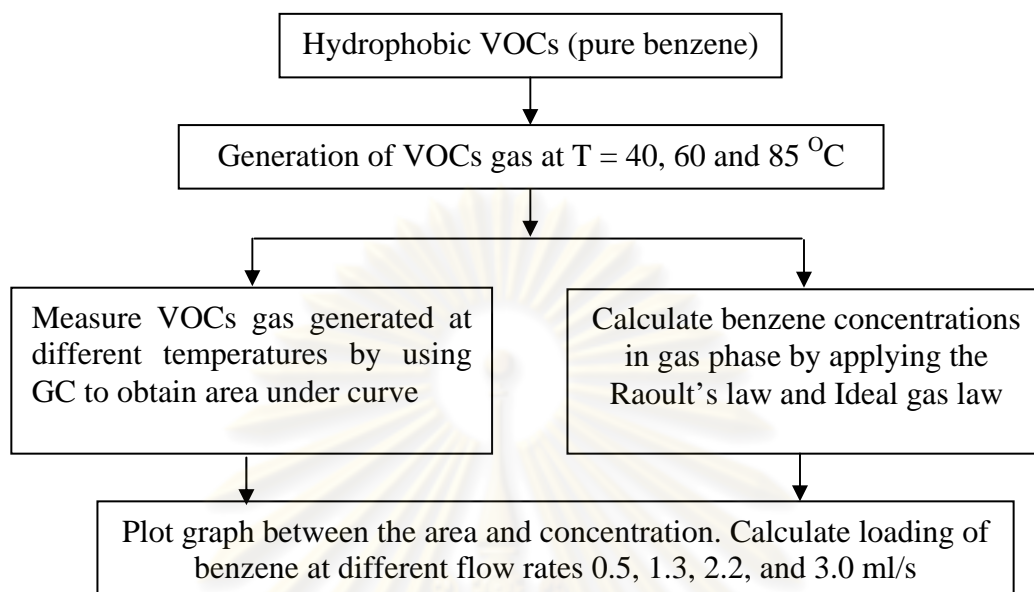 Hydrophobic VOCs (pure benzene)
Generation of VOCs gas at T = 40, 60 and 85 ᴼC
Measure VOCs gas generated at
different temperatures by using
GC to obtain area under curve
Calculate benzene concentrations
in gas phase by applying the
Raoult’s law and Ideal gas law
Plot graph between the area and concentration. Calculate loading of
benzene at different flow rates 0.5, 1.3, 2.2, and 3.0 ml/s